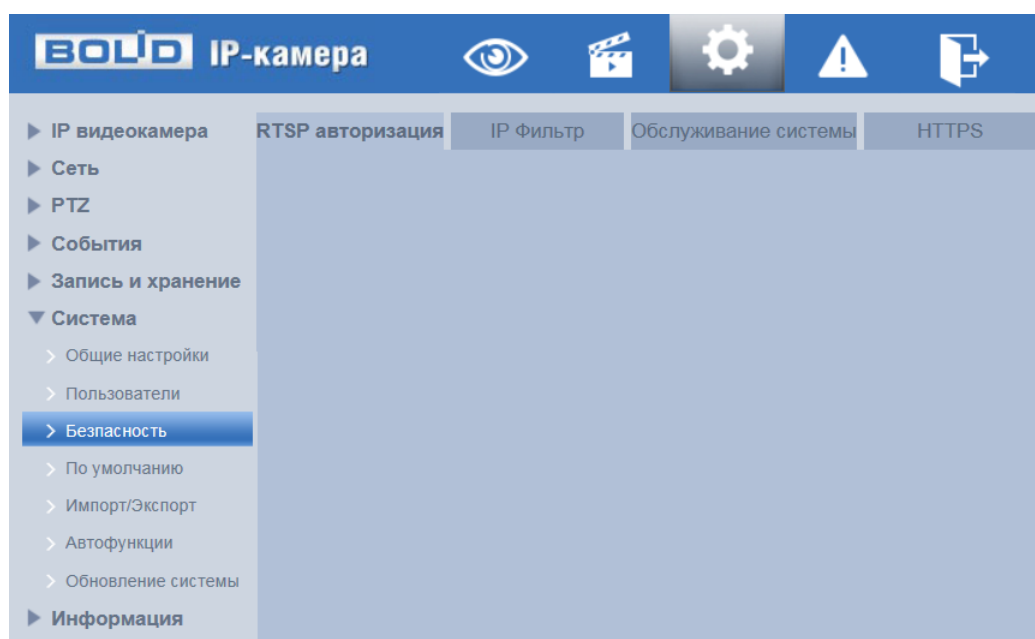 BOLID IP-камера
RTSP авторизация IP Фильтр Обслуживание системы HTTPS
IP видеокамера
Сеть
PTZ
События
Запись и хранение
Система
Общие настройки
Пользователи
Безпасность
По умолчанию
Импорт/Экспорт
Автофункции
Обновление системы
Информация